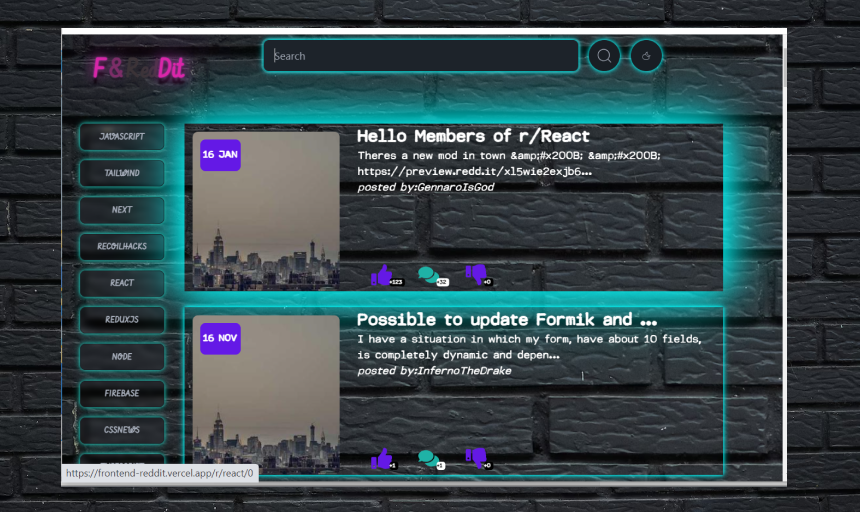 F & RedDit
Search
JAVASCRIPT
TAILWIND
NEXT
RECOILHACKS
REACT
REDUXJS
NODE
FIREBASE
CSSNEWS
16 JAN
Hello Members of r/React
Theres a new mod in town &amp;#x200B; &amp;#x200B;
https://preview.redd.it/xl5wie2exjb6...
posted by:GennaroIsGod
+123
+32
+0
16 NOV
Possible to update Formik and ...
I have a situation in which my form, have about 10 fields,
is completely dynamic and depen...
posted by:InfernoTheDrake
+1
+1
+0
https://frontend-reddit.vercel.app/r/react/0